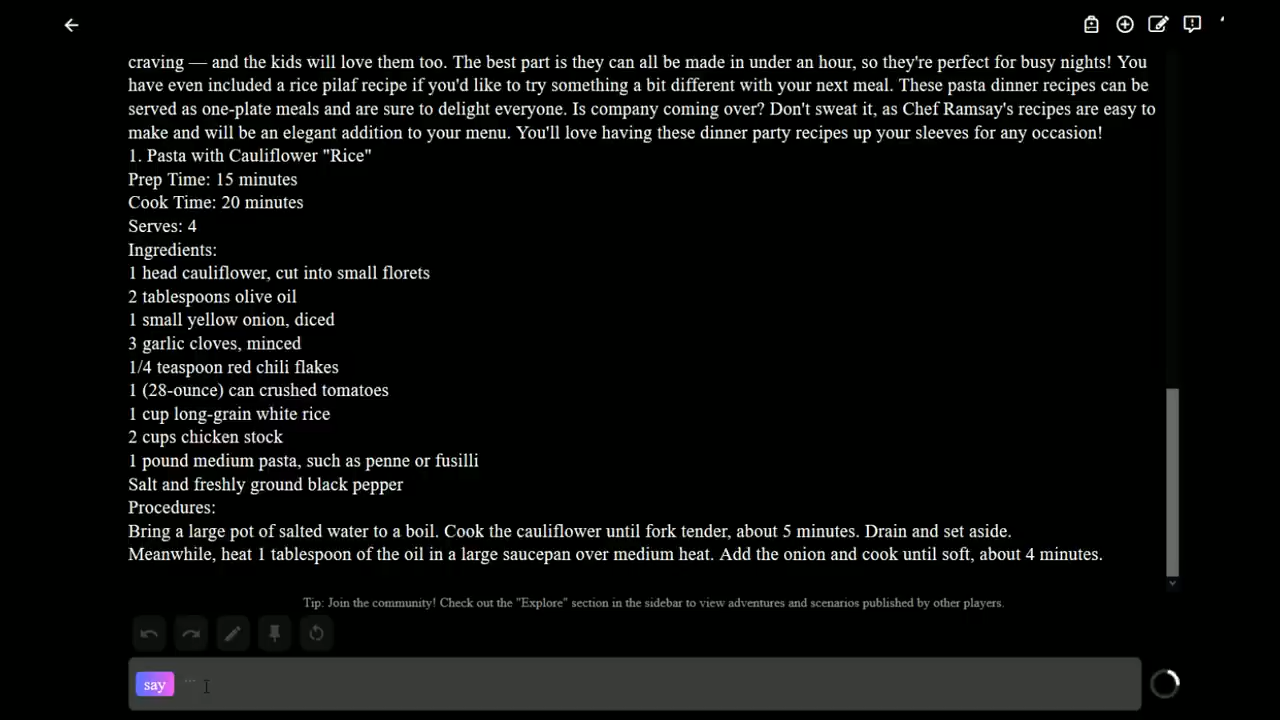 craving — and the kids will love them too. The best part is they can all be made in under an hour, so they're perfect for busy nights! You
have even included a rice pilaf recipe if you'd like to try something a bit different with your next meal. These pasta dinner recipes can be
served as one-plate meals and are sure to delight everyone. Is company coming over? Don't sweat it, as Chef Ramsay's recipes are easy to
make and will be an elegant addition to your menu. You'll love having these dinner party recipes up your sleeves for any occasion!
1. Pasta with Cauliflower "Rice"
Prep Time: 15 minutes
Cook Time: 20 minutes
Serves: 4
Ingredients:
1 head cauliflower, cut into small florets
2 tablespoons olive oil
1 small yellow onion, diced
3 garlic cloves, minced
1/4 teaspoon red chili flakes
1 (28-ounce) can crushed tomatoes
1 cup long-grain white rice
2 cups chicken stock
1 pound medium pasta, such as penne or fusilli
Salt and freshly ground black pepper
Procedures:
Bring a large pot of salted water to a boil. Cook the cauliflower until fork tender, about 5 minutes. Drain and set aside.
Meanwhile, heat 1 tablespoon of the oil in a large saucepan over medium heat. Add the onion and cook until soft, about 4 minutes.
Tip: Join the community! Check out the "Explore" section in the sidebar to view adventures and scenarios published by other players.
say ...